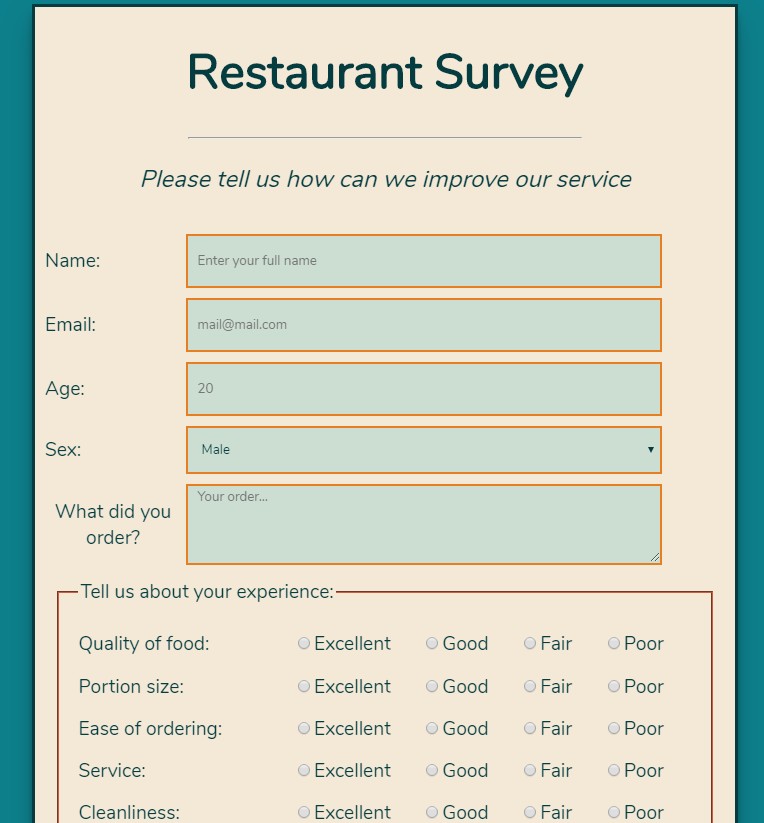 Restaurant Survey
Please tell us how can we improve our service
Name: Enter your full name
Email: mail@mail.com
Age: 20
Sex: Male
What did you
order?
Your order...
Tell us about your experience:
Quality of food: Excellent Good Fair Poor
Portion size: Excellent Good Fair Poor
Ease of ordering: Excellent Good Fair Poor
Service: Excellent Good Fair Poor
Cleanliness: Excellent Good Fair Poor